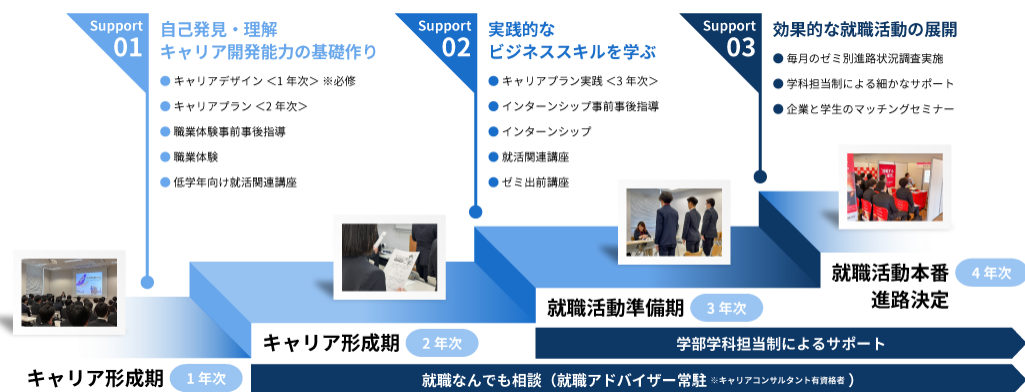 Support
01
自己発見・理解
キャリア開発能力の基礎作り
● キャリアデザイン <1 年次> ※必修
● キャリアプラン <2 年次>
● 職業体験事前事後指導
● 職業体験
● 低学年向け就活関連講座
Support
02
実践的な
ビジネススキルを学ぶ
● キャリアプラン実践 <3 年次>
● インターンシップ事前事後指導
● インターンシップ
● 就活関連講座
● ゼミ出前講座
Support
03
効果的な就職活動の展開
● 毎月のゼミ別進路状況調査実施
● 学科担当制による細かなサポート
● 企業と学生のマッチングセミナー
キャリア形成期 1 年次
キャリア形成期 2 年次
就職活動準備期 3 年次
就職活動本番 4 年次
進路決定
学部学科担当制によるサポート
就職なんでも相談（就職アドバイザー常駐 ※キャリアコンサルタント有資格者 ）